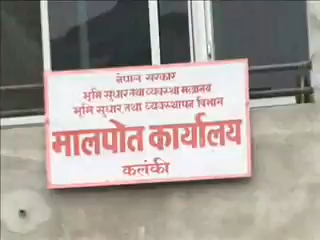 नेपाल सरकार
भूमि सुधार तथा व्यवस्था मन्त्रालय
भूमि सुधार तथा व्यवस्थापन विभाग
मालपोत कार्यालय
कलंकी